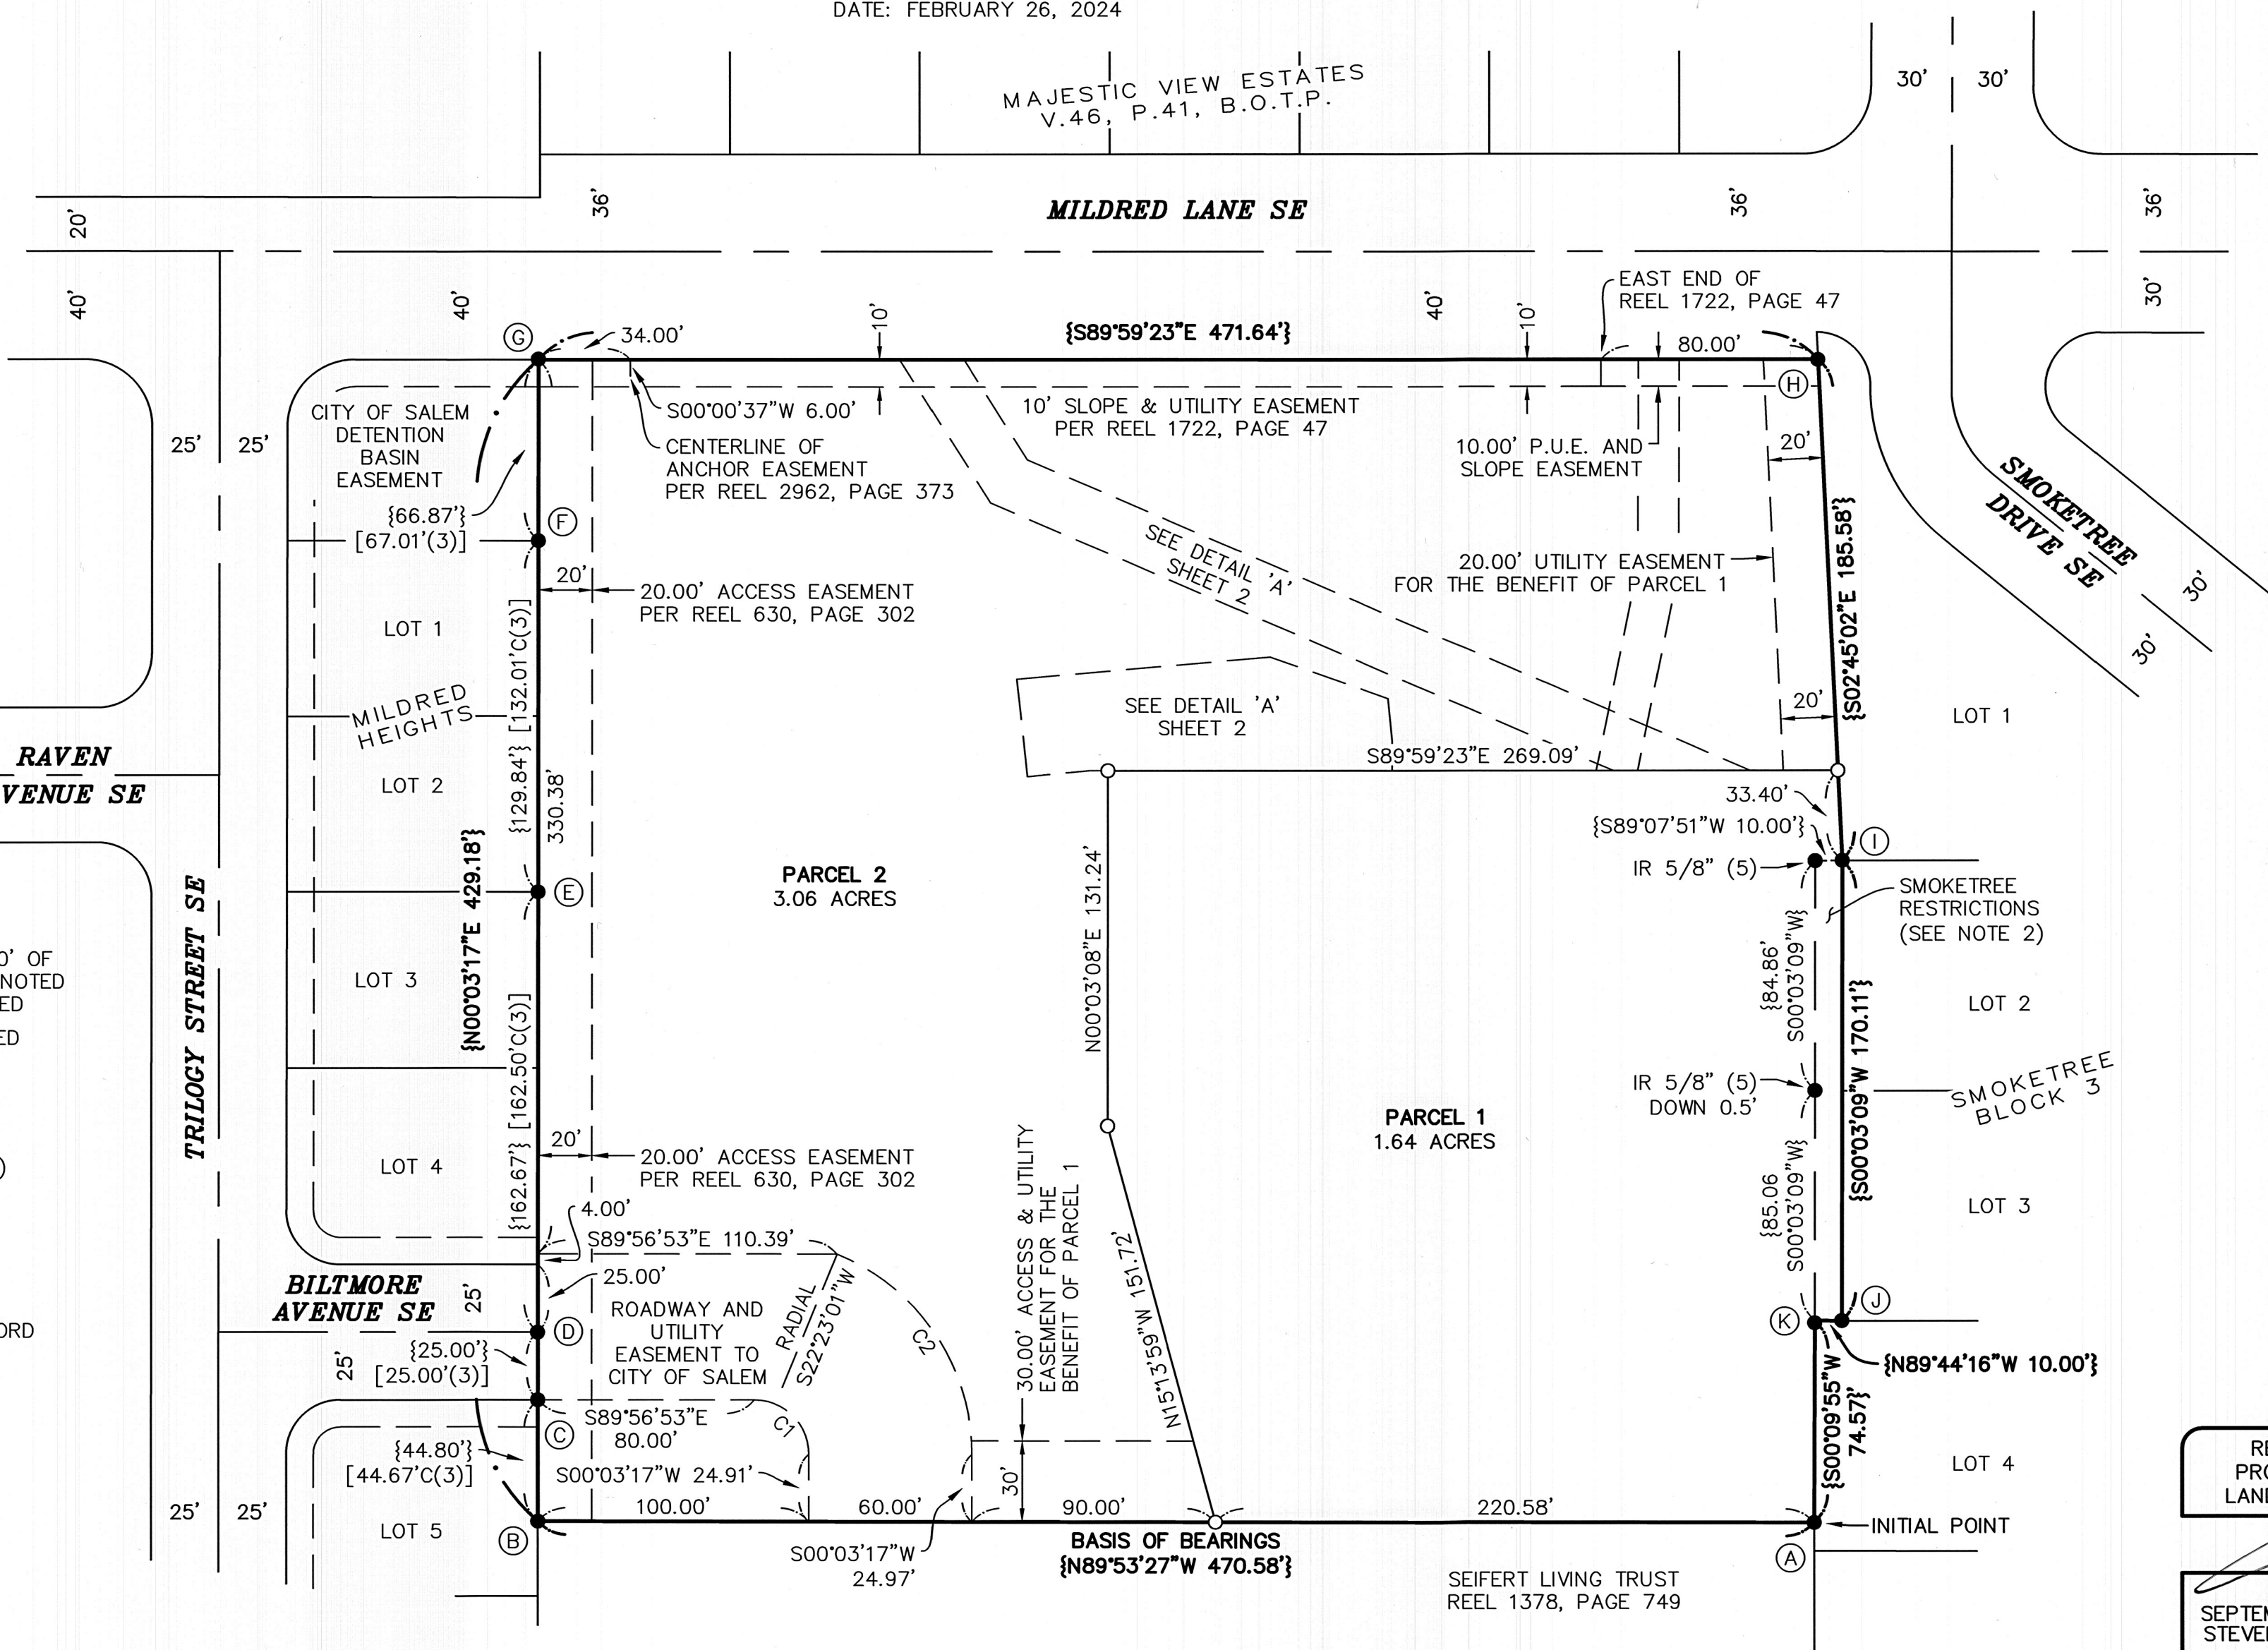 DATE: FEBRUARY 26, 2024
MAJESTIC VIEW ESTATES
V.46, P.41, B.O.T.P.
30' 30'
20'
36'
MILDRED LANE SE
36'
36'
40'
40'
40'
30'
EAST END OF
REEL 1722, PAGE 47
10'
10'
{S89°59'23"E 471.64'}
G
34.00'
80.00'
H
S00°00'37"W 6.00'
CENTERLINE OF
ANCHOR EASEMENT
PER REEL 2962, PAGE 373
10' SLOPE & UTILITY EASEMENT
PER REEL 1722, PAGE 47
10.00' P.U.E. AND
SLOPE EASEMENT
20'
CITY OF SALEM
DETENTION
BASIN
EASEMENT
25' 25'
{66.87'}
[67.01'(3)]
F
SMOKETREE
DRIVE SE
30'
30'
{S02°45'02"E 185.58'}
SEE DETAIL 'A'
SHEET 2
20.00' UTILITY EASEMENT
FOR THE BENEFIT OF PARCEL 1
20'
20.00' ACCESS EASEMENT
PER REEL 630, PAGE 302
LOT 1
{129.84'} [132.01'C(3)]
330.38'
MILDRED
HEIGHTS
SEE DETAIL 'A'
SHEET 2
20'
LOT 1
S89°59'23"E 269.09'
RAVEN
VENUE SE
LOT 2
33.40'
{S89°07'51"W 10.00'}
I
IR 5/8" (5)
{N00°03'17"E 429.18'}
PARCEL 2
3.06 ACRES
E
N00°03'08"E 131.24'
SMOKETREE
RESTRICTIONS
(SEE NOTE 2)
{84.86'
S00°03'09"W}
TRILOGY STREET SE
0' OF
NOTED
ED
ED
)
ORD
LOT 3
LOT 2
{S00°03'09"W 170.11'}
{162.67'} [162.50'C(3)]
IR 5/8" (5)
DOWN 0.5'
SMOKETREE
BLOCK 3
PARCEL 1
1.64 ACRES
LOT 4
20'
20.00' ACCESS EASEMENT
PER REEL 630, PAGE 302
30.00' ACCESS & UTILITY
EASEMENT FOR THE
BENEFIT OF PARCEL 1
{85.06
S00°03'09"W}
LOT 3
4.00'
S89°56'53"E 110.39'
N15°13'59"W 151.72'
25.00'
BILTMORE
AVENUE SE
25'
ROADWAY AND
UTILITY
EASEMENT TO
CITY OF SALEM
RADIAL
S22°23'01"W
C2
D
J
K
{N89°44'16"W 10.00'}
{25.00'}
[25.00'(3)]
25'
S89°56'53"E
80.00'
C
C1
{S00°09'55"W
74.57'}
{44.80'}
[44.67'C(3)]
S00°03'17"W 24.91'
30'
LOT 4
25' 25'
LOT 5
100.00'
60.00'
90.00'
220.58'
INITIAL POINT
B
BASIS OF BEARINGS
{N89°53'27"W 470.58'}
A
S00°03'17"W
24.97'
SEIFERT LIVING TRUST
REEL 1378, PAGE 749
RE
PRO
LAN
SEPTEM
STEVE